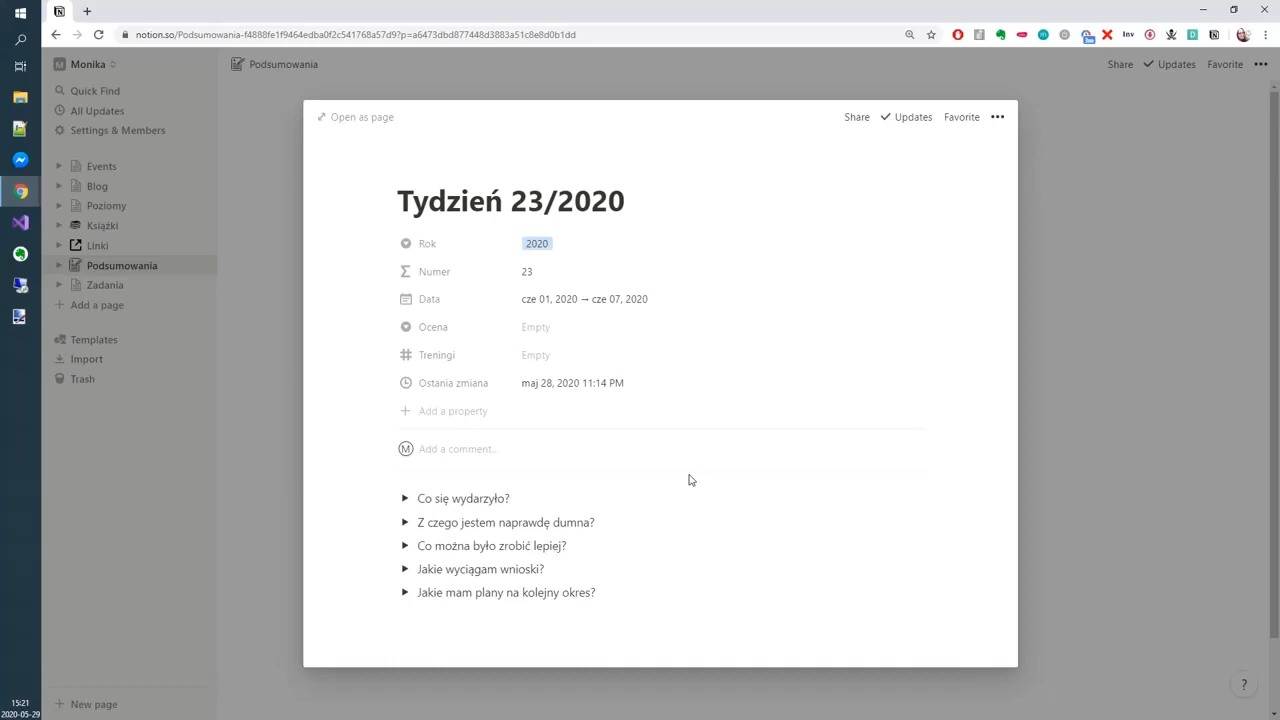 notion.so/Podsumowania-f4888fe1f9464edba0f2c541768a57d9?p=a6473dbd877448d3883a51c8e8d0b1dd
Inv
M Monika
Podsumowania
Share
Updates
Favorite
Quick Find
All Updates
Settings & Members
Events
Blog
Poziomy
Książki
Linki
Podsumowania
Zadania
Add a page
Templates
Import
Trash
New page
Open as page
Share
Updates
Favorite
Tydzień 23/2020
Rok 2020
Numer 23
Data cze 01, 2020 → cze 07, 2020
Ocena Empty
Treningi Empty
Ostania zmiana maj 28, 2020 11:14 PM
Add a property
M Add a comment...
Co się wydarzyło?
Z czego jestem naprawdę dumna?
Co można było zrobić lepiej?
Jakie wyciągam wnioski?
Jakie mam plany na kolejny okres?
?
15:21
2020-05-29